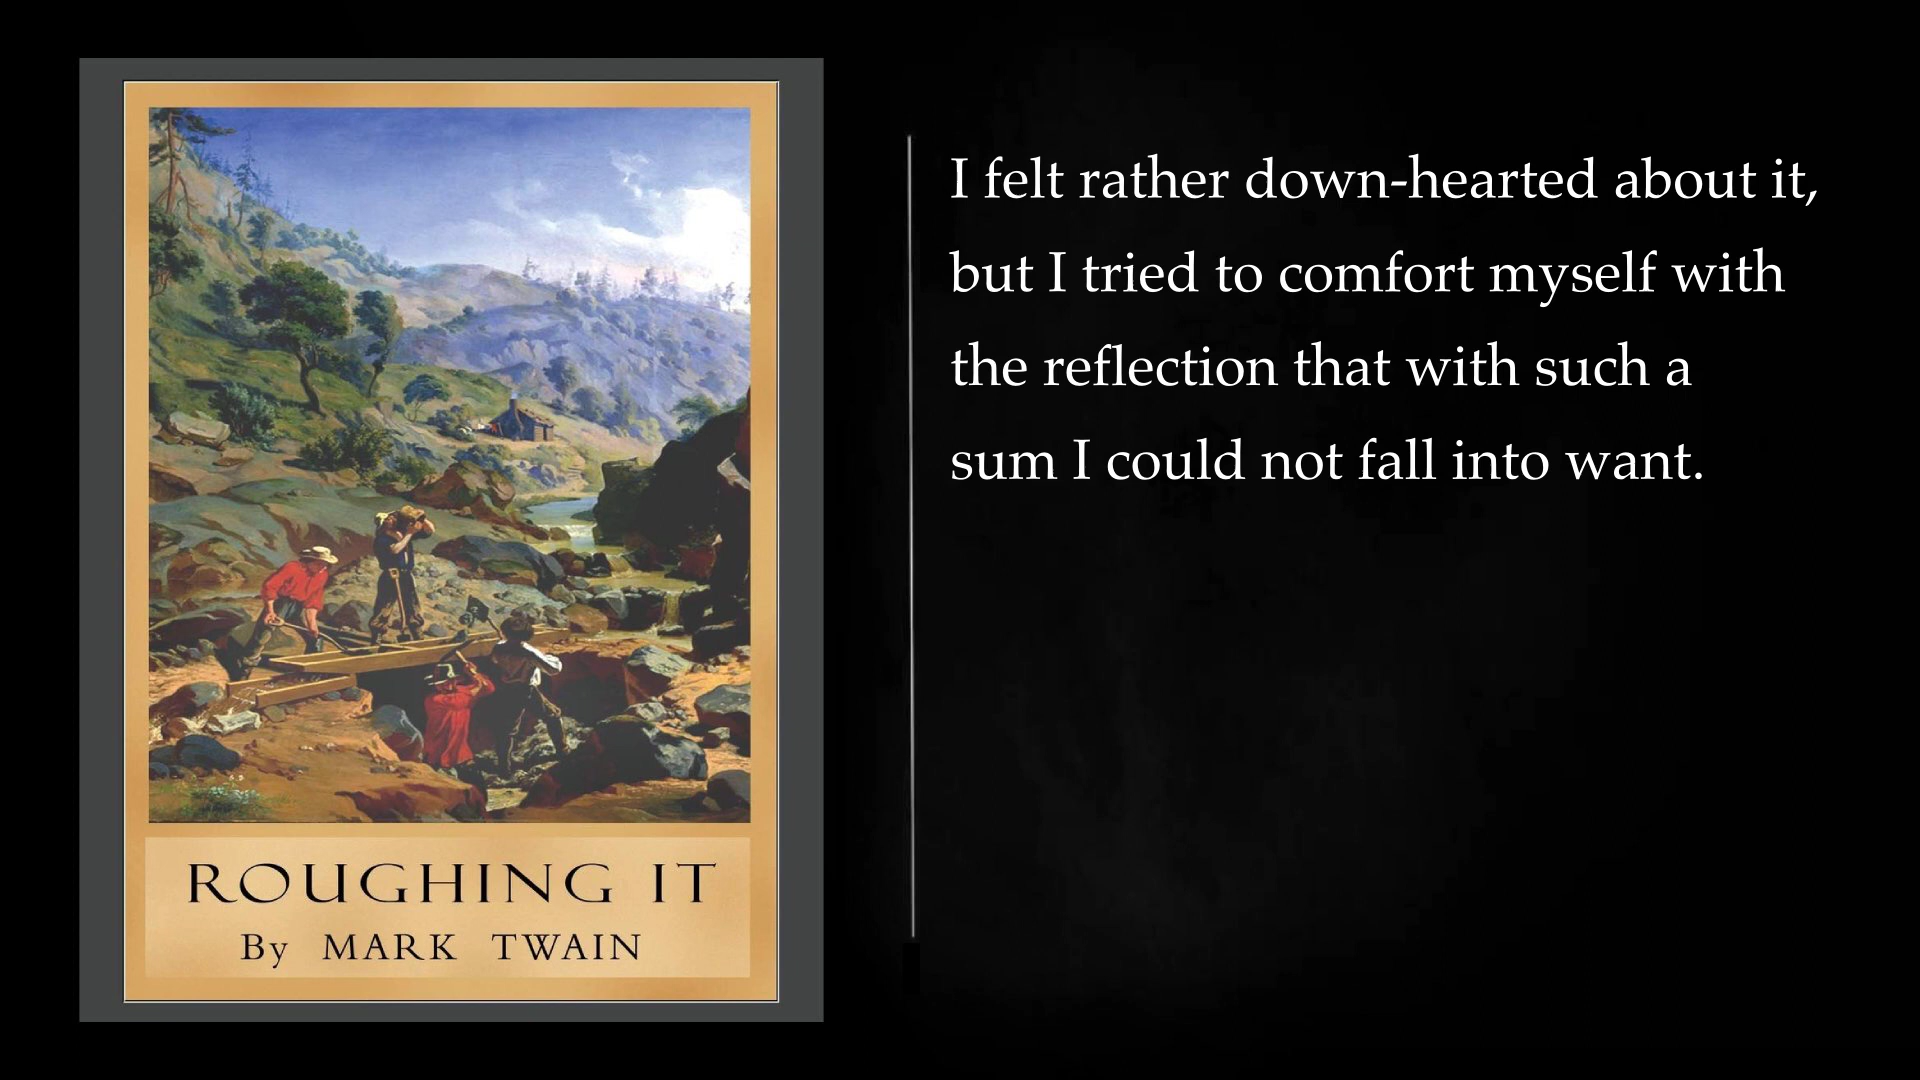 ROUGHING IT
By MARK TWAIN
I felt rather down-hearted about it,
but I tried to comfort myself with
the reflection that with such a
sum I could not fall into want.